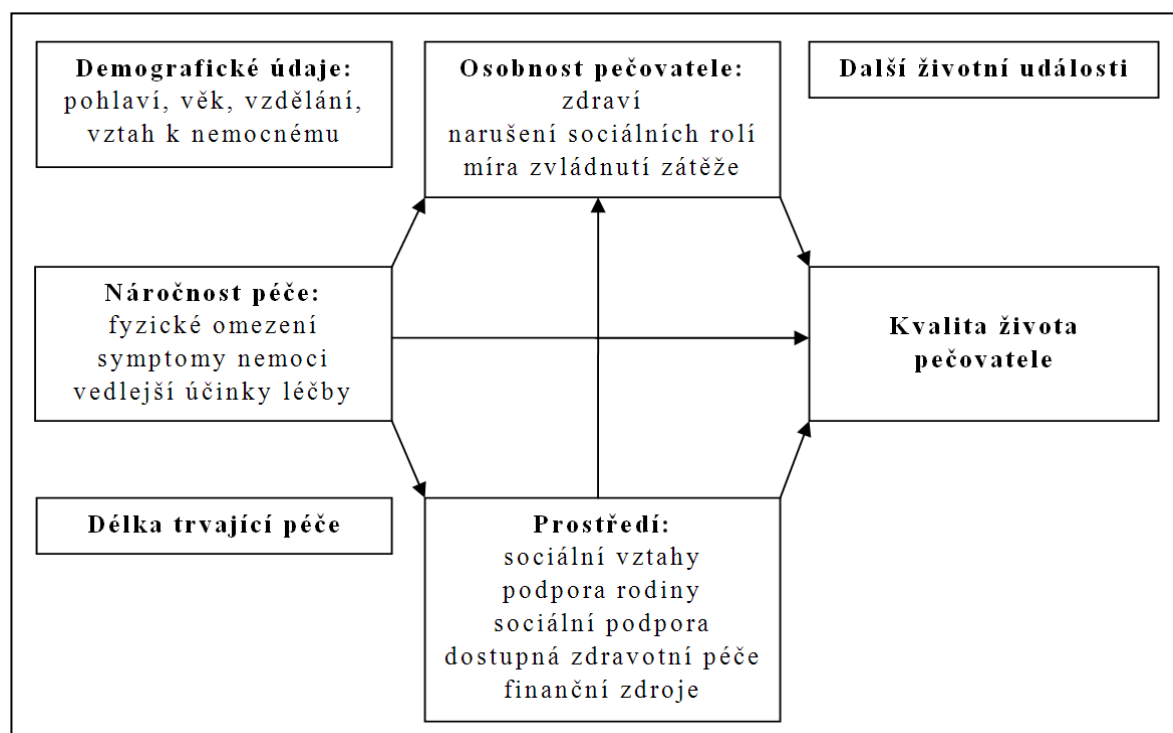 Demografické údaje:
pohlaví, věk, vzdělání,
vztah k nemocnému
Osobnost pečovatele:
zdraví
narušení sociálních rolí
míra zvládnutí zátěže
Další životní události
Náročnost péče:
fyzické omezení
symptomy nemoci
vedlejší účinky léčby
Kvalita života
pečovatele
Délka trvající péče
Prostředí:
sociální vztahy
podpora rodiny
sociální podpora
dostupná zdravotní péče
finanční zdroje